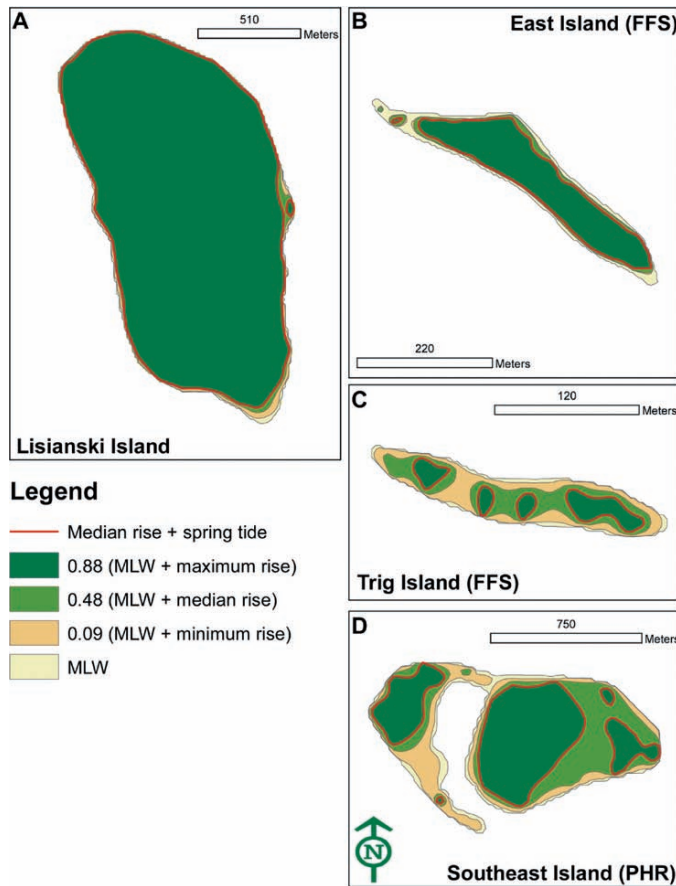 A
510
Meters
Lisianski Island
B
East Island (FFS)
220
Meters
C
120
Meters
Trig Island (FFS)
Legend
Median rise + spring tide
0.88 (MLW + maximum rise)
0.48 (MLW + median rise)
0.09 (MLW + minimum rise)
MLW
D
750
Meters
N
Southeast Island (PHR)